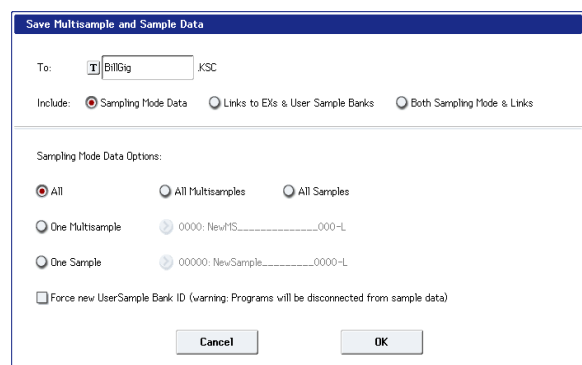 Save Multisample and Sample Data
To: T BillGig .KSC
Include: Sampling Mode Data Links to EXs & User Sample Banks Both Sampling Mode & Links
Sampling Mode Data Options:
All All Multisamples All Samples
One Multisample 0000: NewMS______________000-L
One Sample 00000: NewSample_________0000-L
Force new UserSample Bank ID (warning: Programs will be disconnected from sample data)
Cancel OK